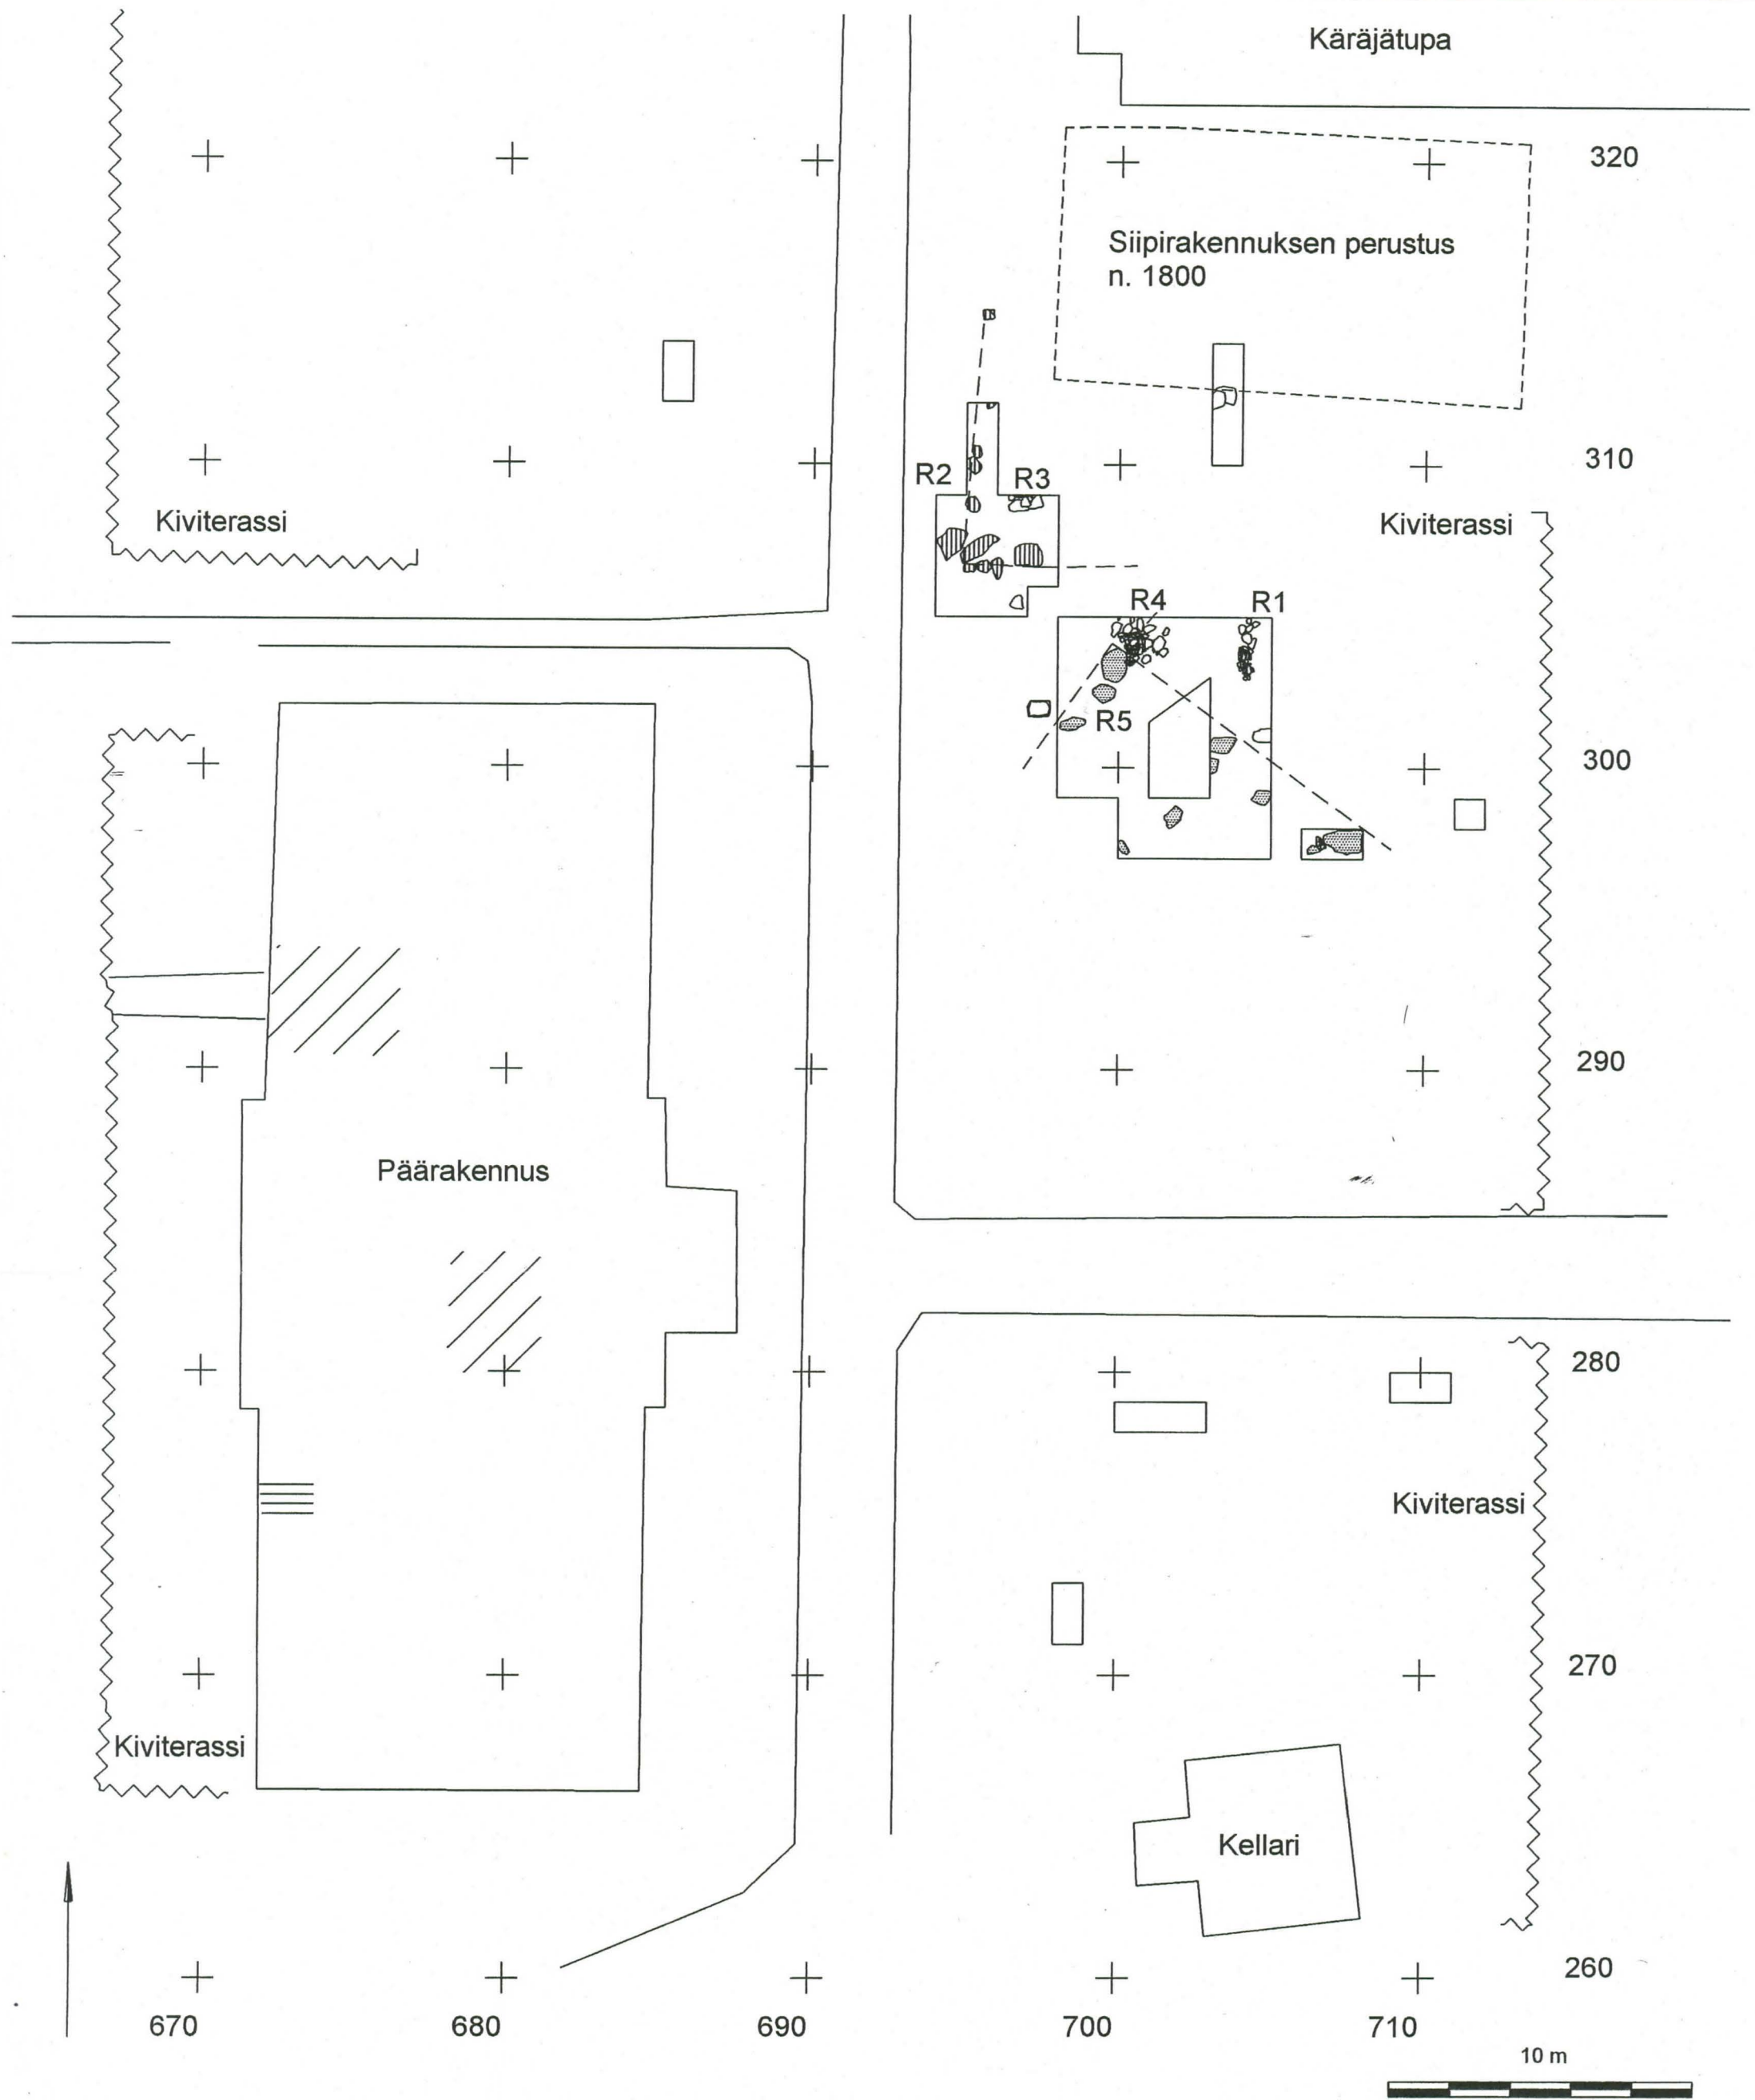 Käräjätupa
320
Siipirakennuksen perustus
n. 1800
R2
R3
310
Kiviterassi
Kiviterassi
R4
R1
R5
300
290
Päärakennus
280
Kiviterassi
270
Kiviterassi
Kellari
260
670
680
690
700
710
10 m